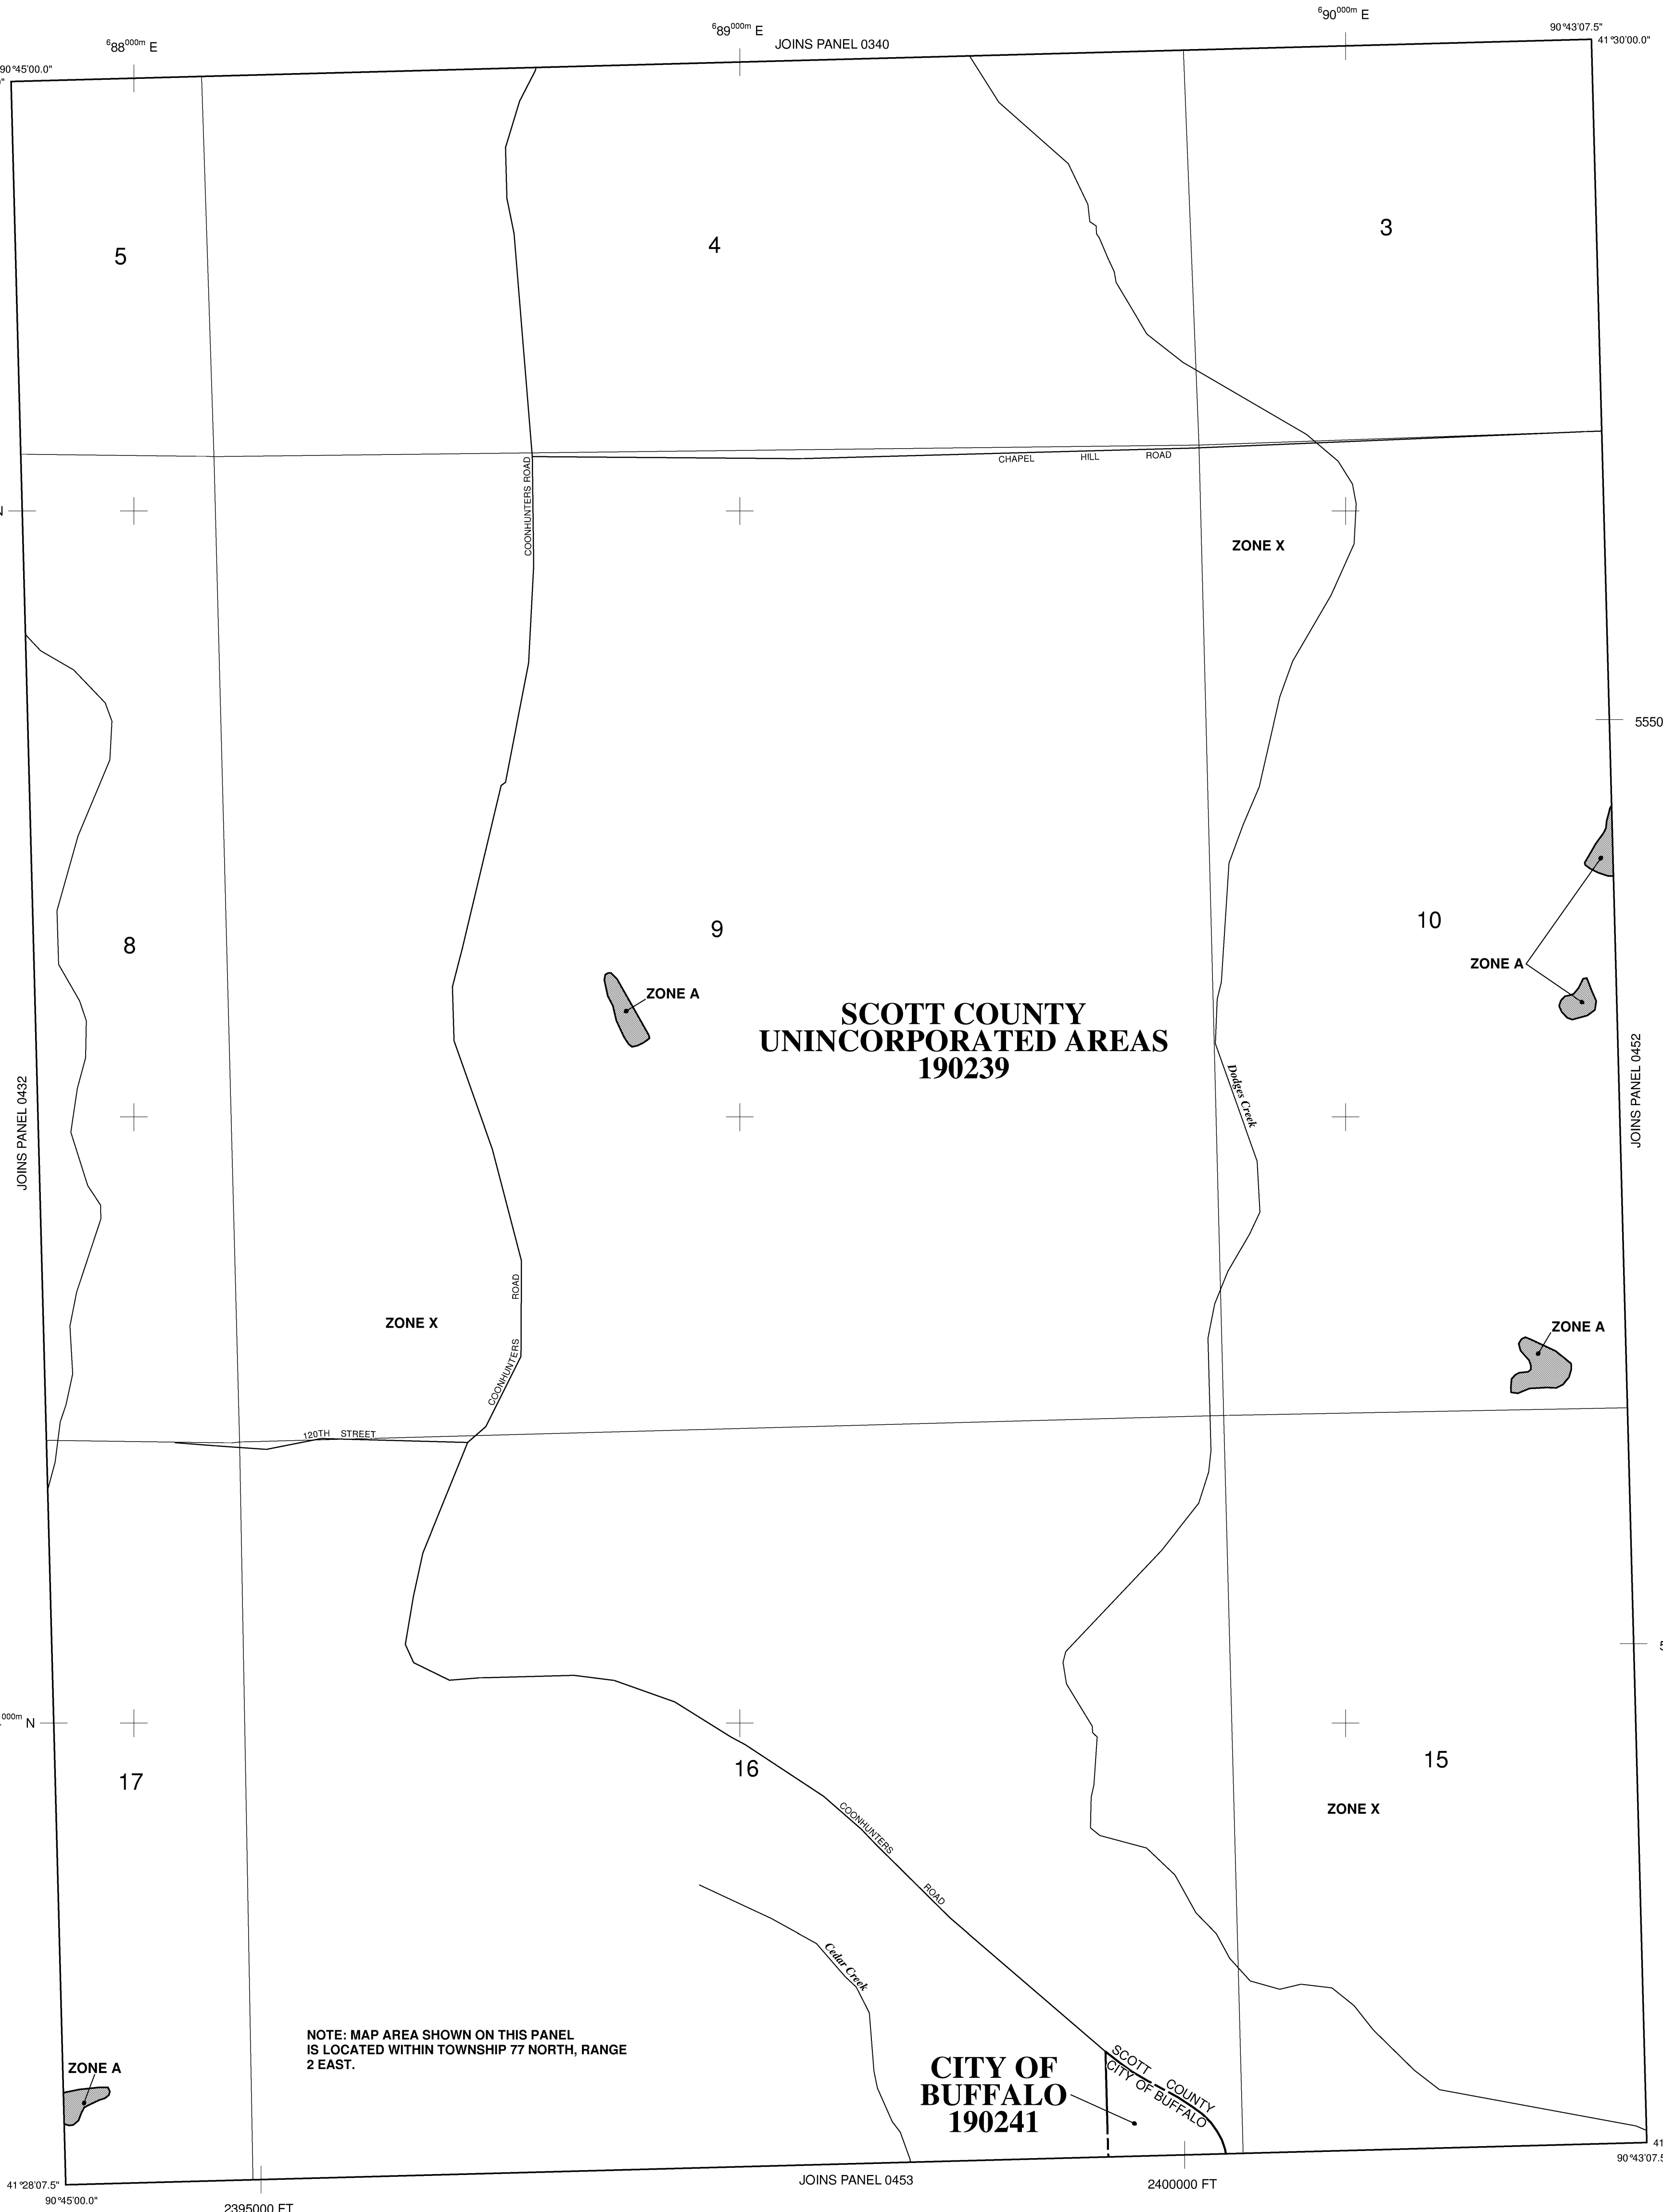 690000m E
689000m E
688000m E
90°43'07.5"
41°30'00.0"
JOINS PANEL 0340
90°45'00.0"
5
4
3
CHAPEL HILL ROAD
COONHUNTERS ROAD
ZONE X
5550
8
9
10
ZONE A
ZONE A
SCOTT COUNTY
UNINCORPORATED AREAS
190239
Dodges Creek
JOINS PANEL 0432
JOINS PANEL 0452
COONHUNTERS ROAD
ZONE X
ZONE A
120TH STREET
000m N
17
16
15
ZONE X
COONHUNTERS ROAD
Cedar Creek
NOTE: MAP AREA SHOWN ON THIS PANEL
IS LOCATED WITHIN TOWNSHIP 77 NORTH, RANGE
2 EAST.
ZONE A
CITY OF
BUFFALO
190241
SCOTT COUNTY
CITY OF BUFFALO
41
90°43'07.5
41°28'07.5"
90°45'00.0"
JOINS PANEL 0453
2400000 FT
2395000 FT